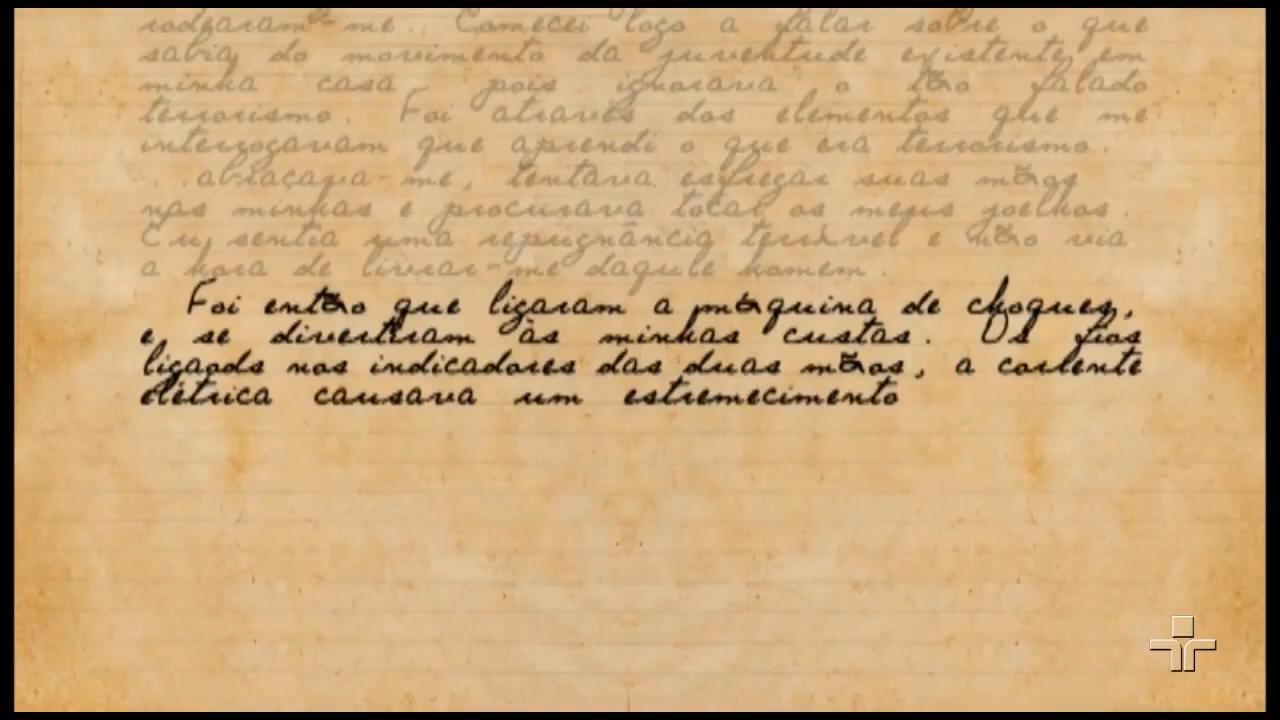 rodearam-me. Comecei logo a falar sobre o que
sabia do movimento da juventude existente em
minha casa pois ignorava o tão falado
terrorismo. Foi através dos elementos que me
interrogavam que aprendi o que era terrorismo.
. .abraçava-me, tentava esfregar suas mãos
nas minhas e procurava tocar os meus joelhos.
Eu sentia uma repugnância terrível e não via
a hora de livrar-me daquele homem.
Foi então que ligaram a máquina de choques,
e se divertiram às minhas custas. Os fios
ligaods nos indicadores das duas mãos, a corrente
elétrica causava um estremecimento